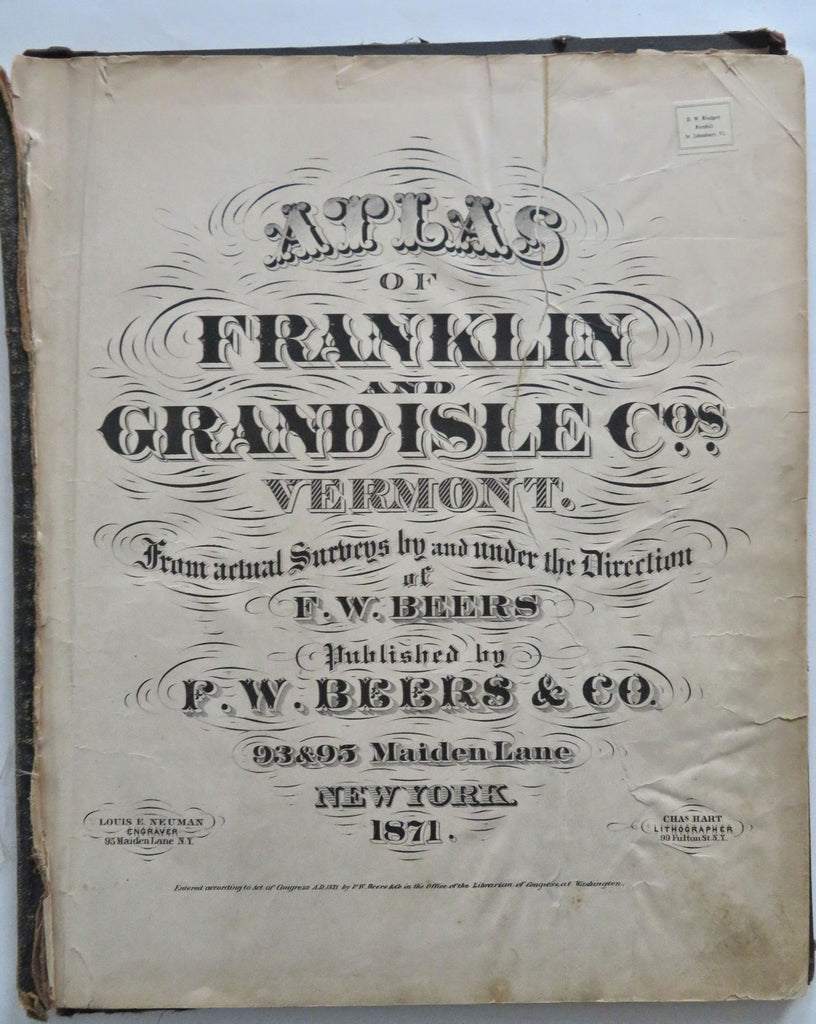 ATLAS
OF
FRANKLIN
AND
GRAND ISLE COS.
VERMONT.
From actual Surveys by and under the Direction
of
F. W. BEERS
Published by
F. W. BEERS & CO.
93 & 95 Maiden Lane
NEW YORK.
1871.
LOUIS E. NEUMAN
ENGRAVER
95 Maiden Lane N.Y.
CHAS HART
LITHOGRAPHER
99 Fulton St. N.Y.
Entered according to Act of Congress A.D. 1871 by F.W. Beers & Co in the Office of the Librarian of Congress, at Washington.
St. Johnsbury, Vt.